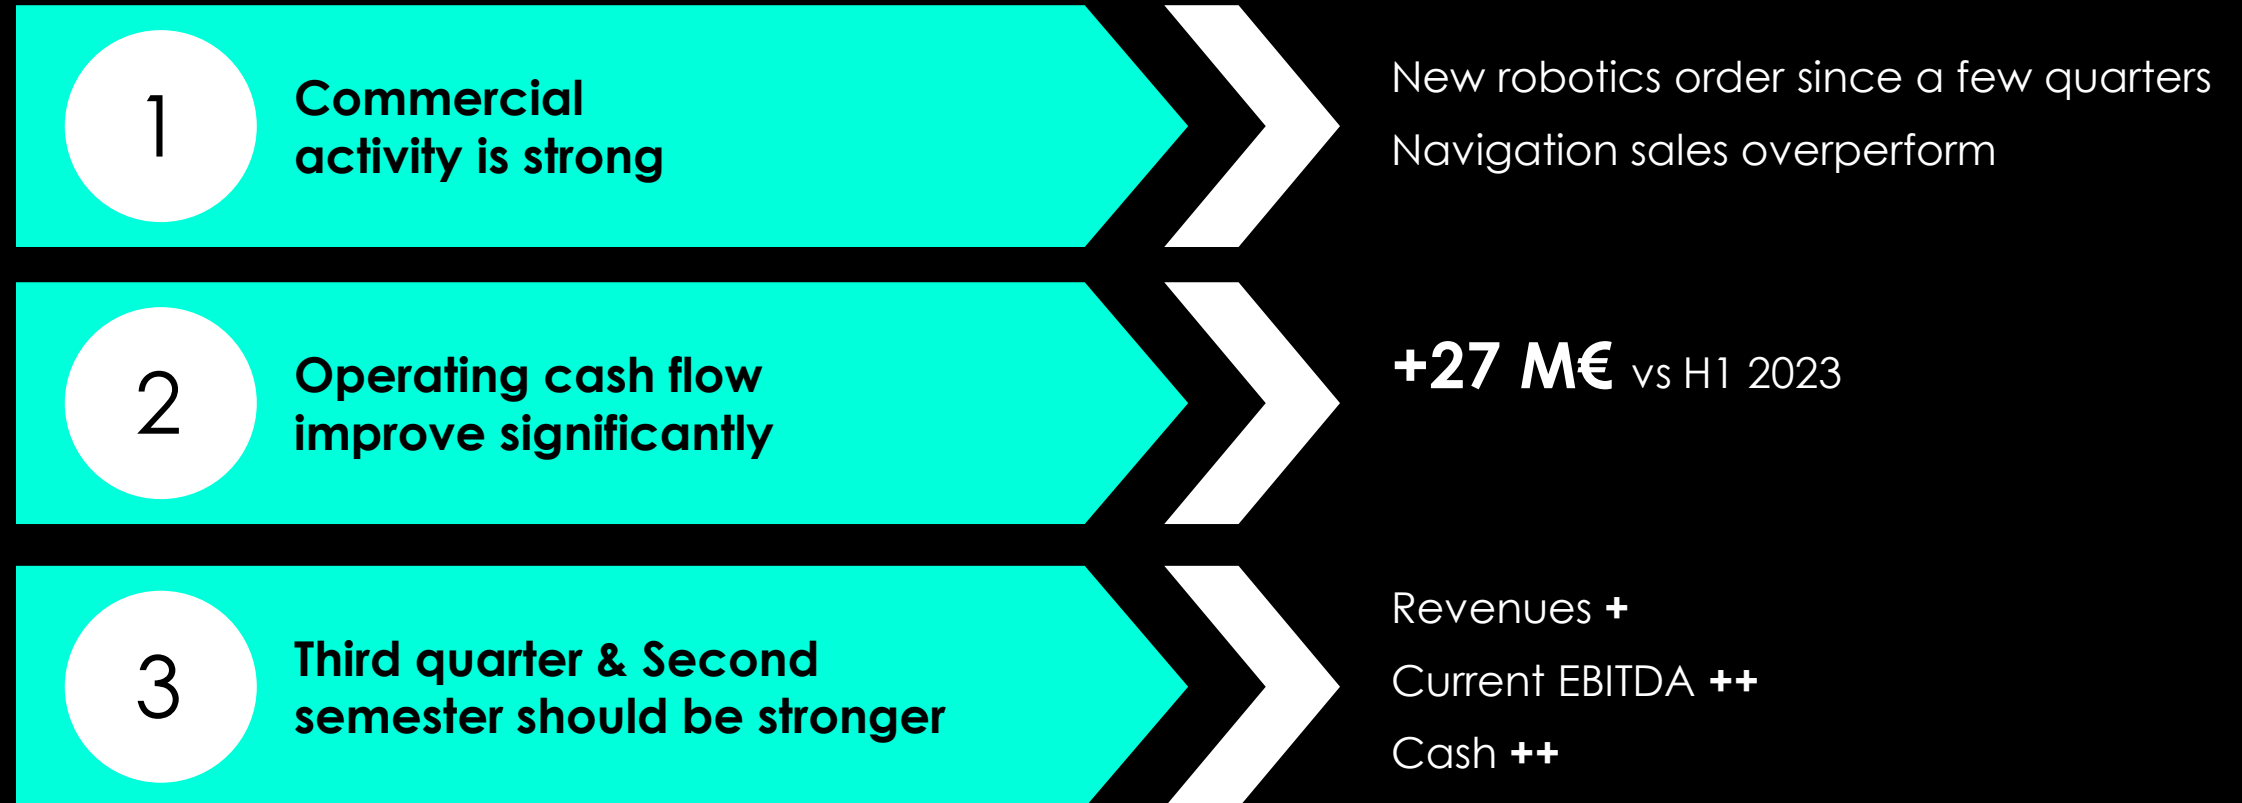 1
Commercial
activity is strong
New robotics order since a few quarters
Navigation sales overperform
2
Operating cash flow
improve significantly
+27 M€ vs H1 2023
3
Third quarter & Second
semester should be stronger
Revenues +
Current EBITDA ++
Cash ++